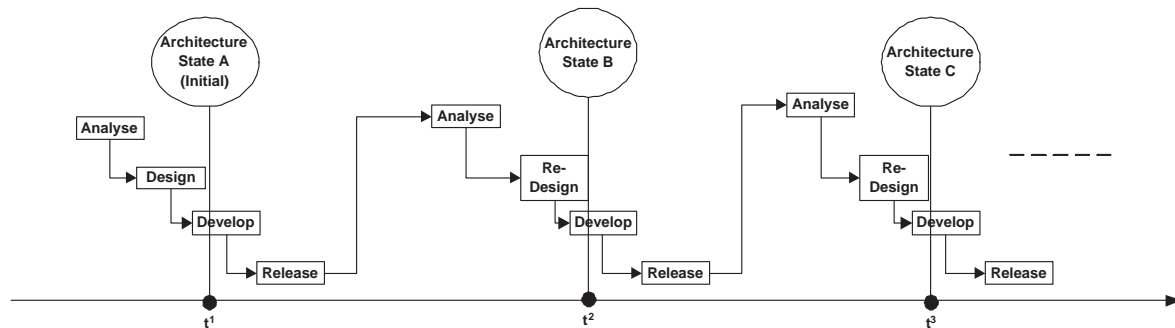 Architecture
State A
(Initial)
Architecture
State B
Architecture
State C
Analyse
Design
Develop
Release
Analyse
Re-
Design
Develop
Release
Analyse
Re-
Design
Develop
Release
t¹
t²
t³